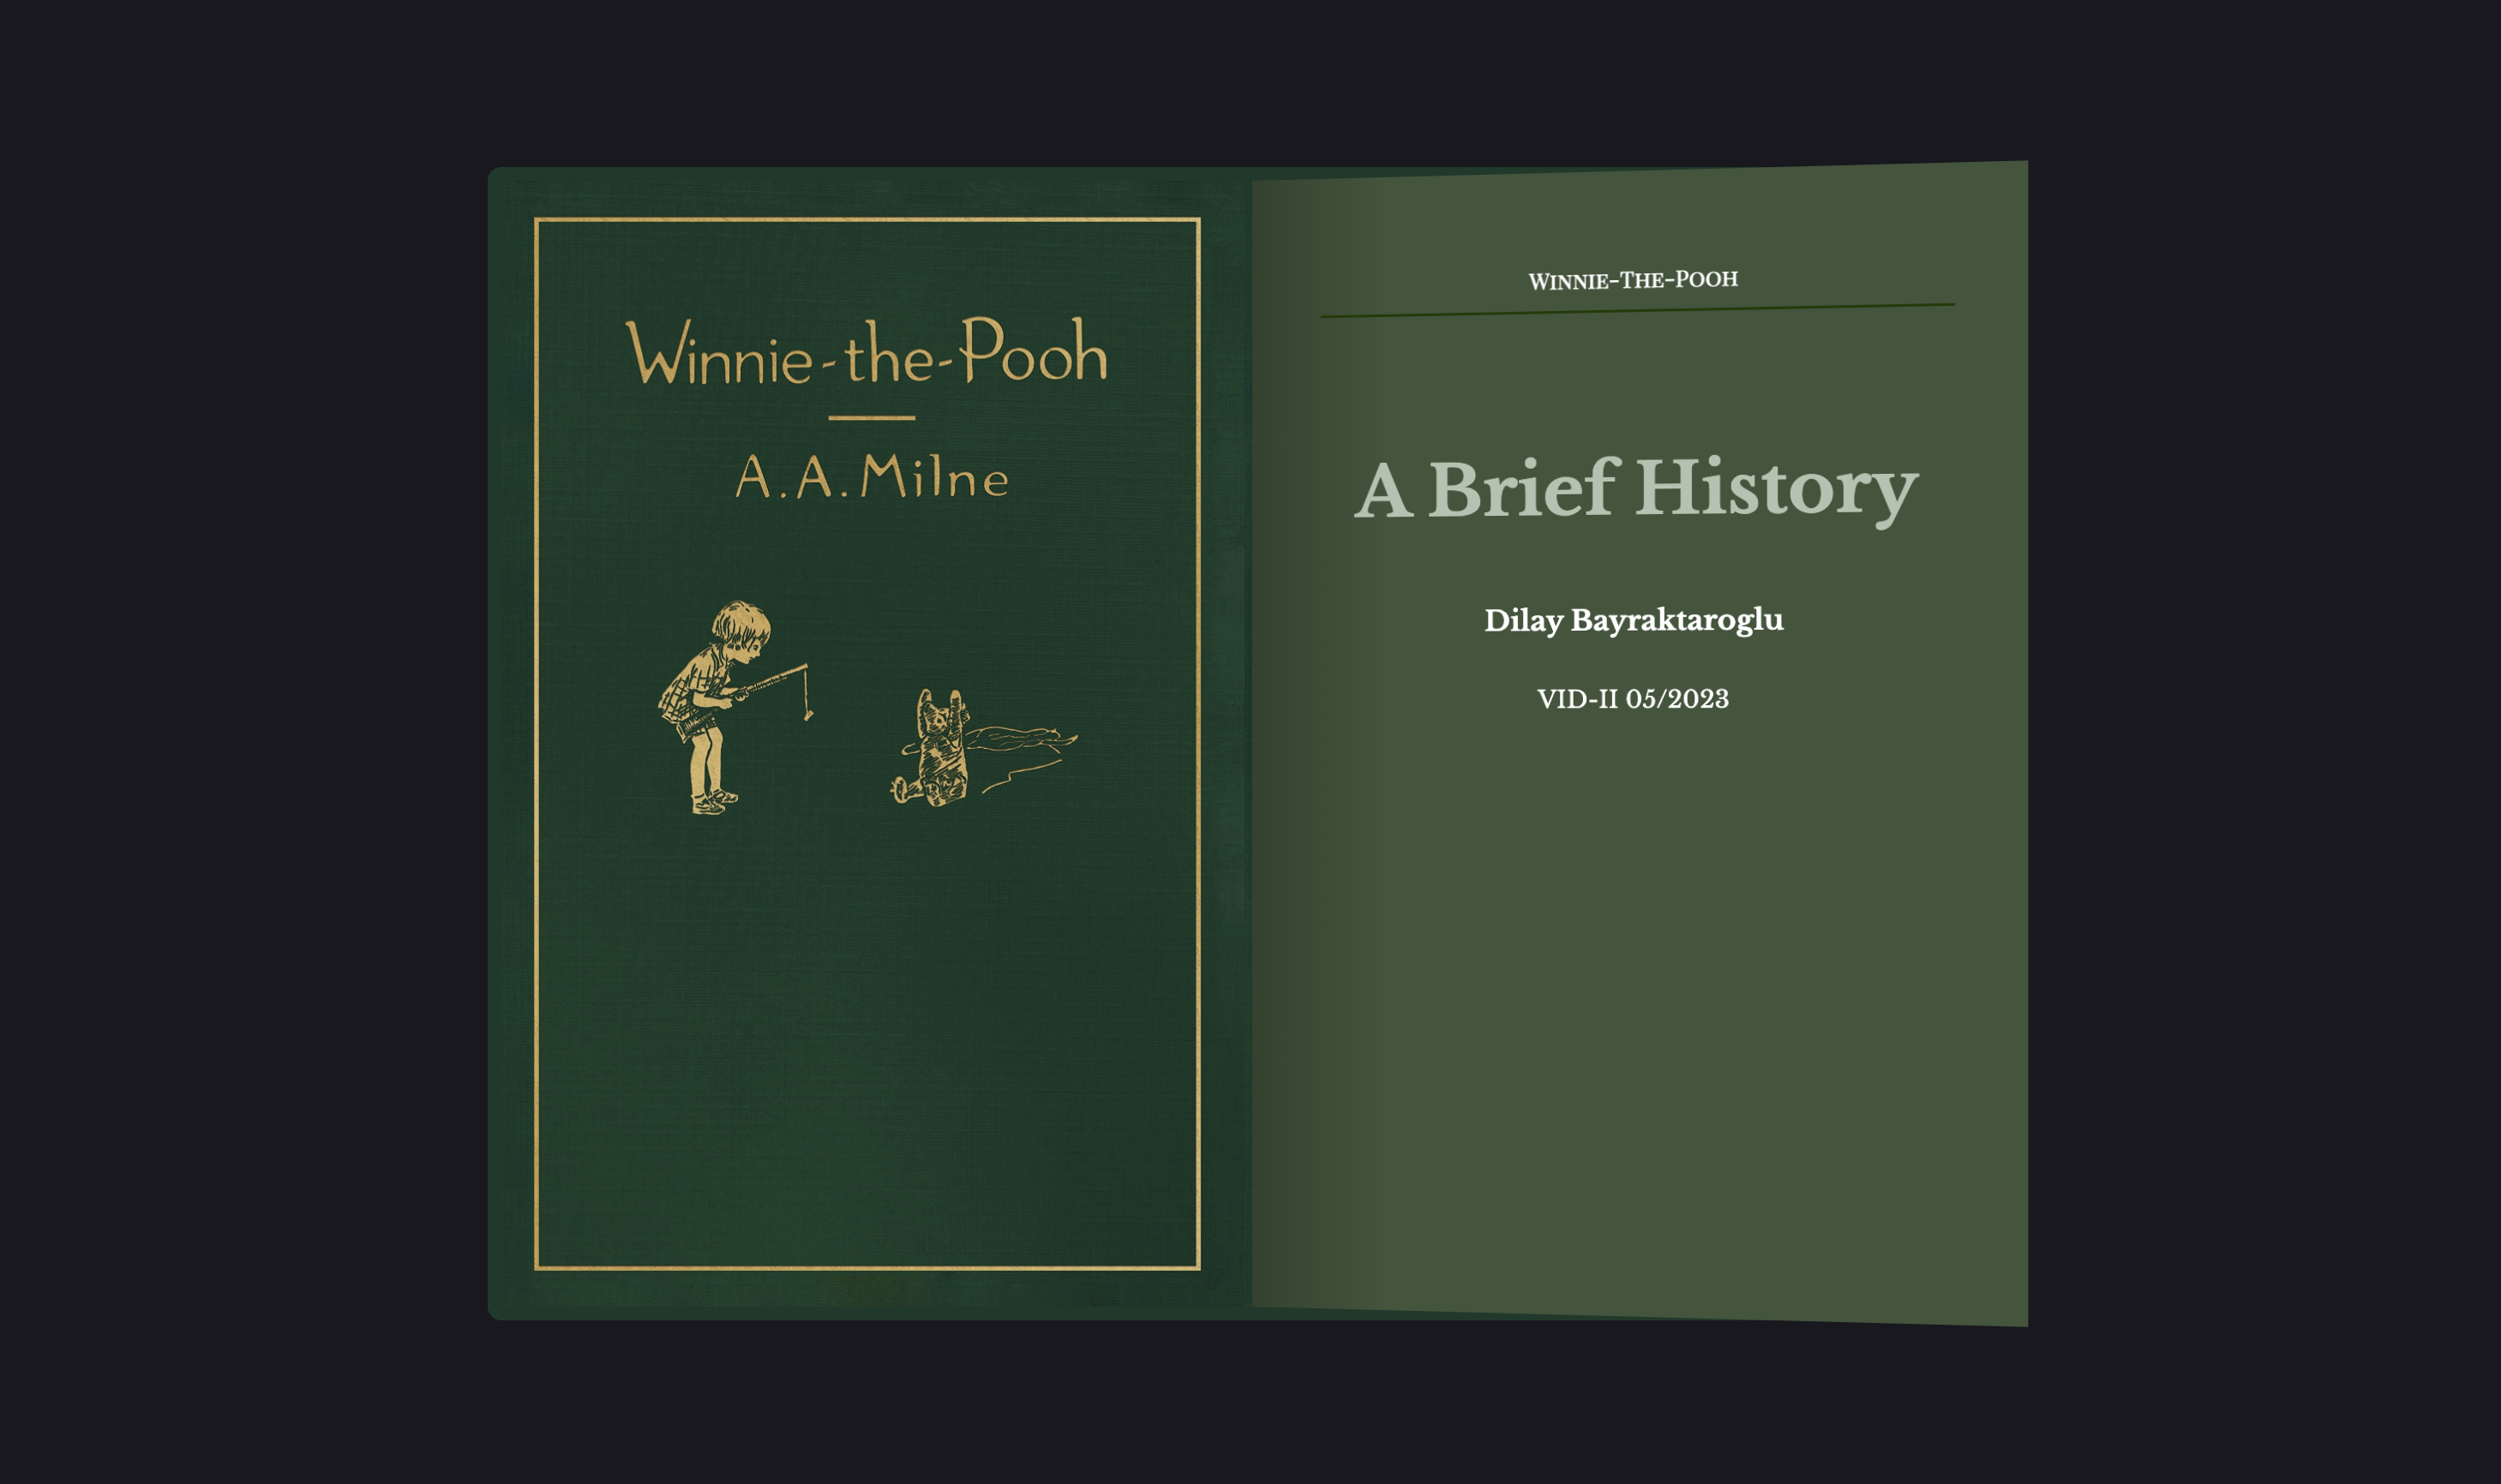 Winnie-the-Pooh
A.A.Milne
WINNIE-THE-POOH
A Brief History
Dilay Bayraktaroglu
VID-II 05/2023